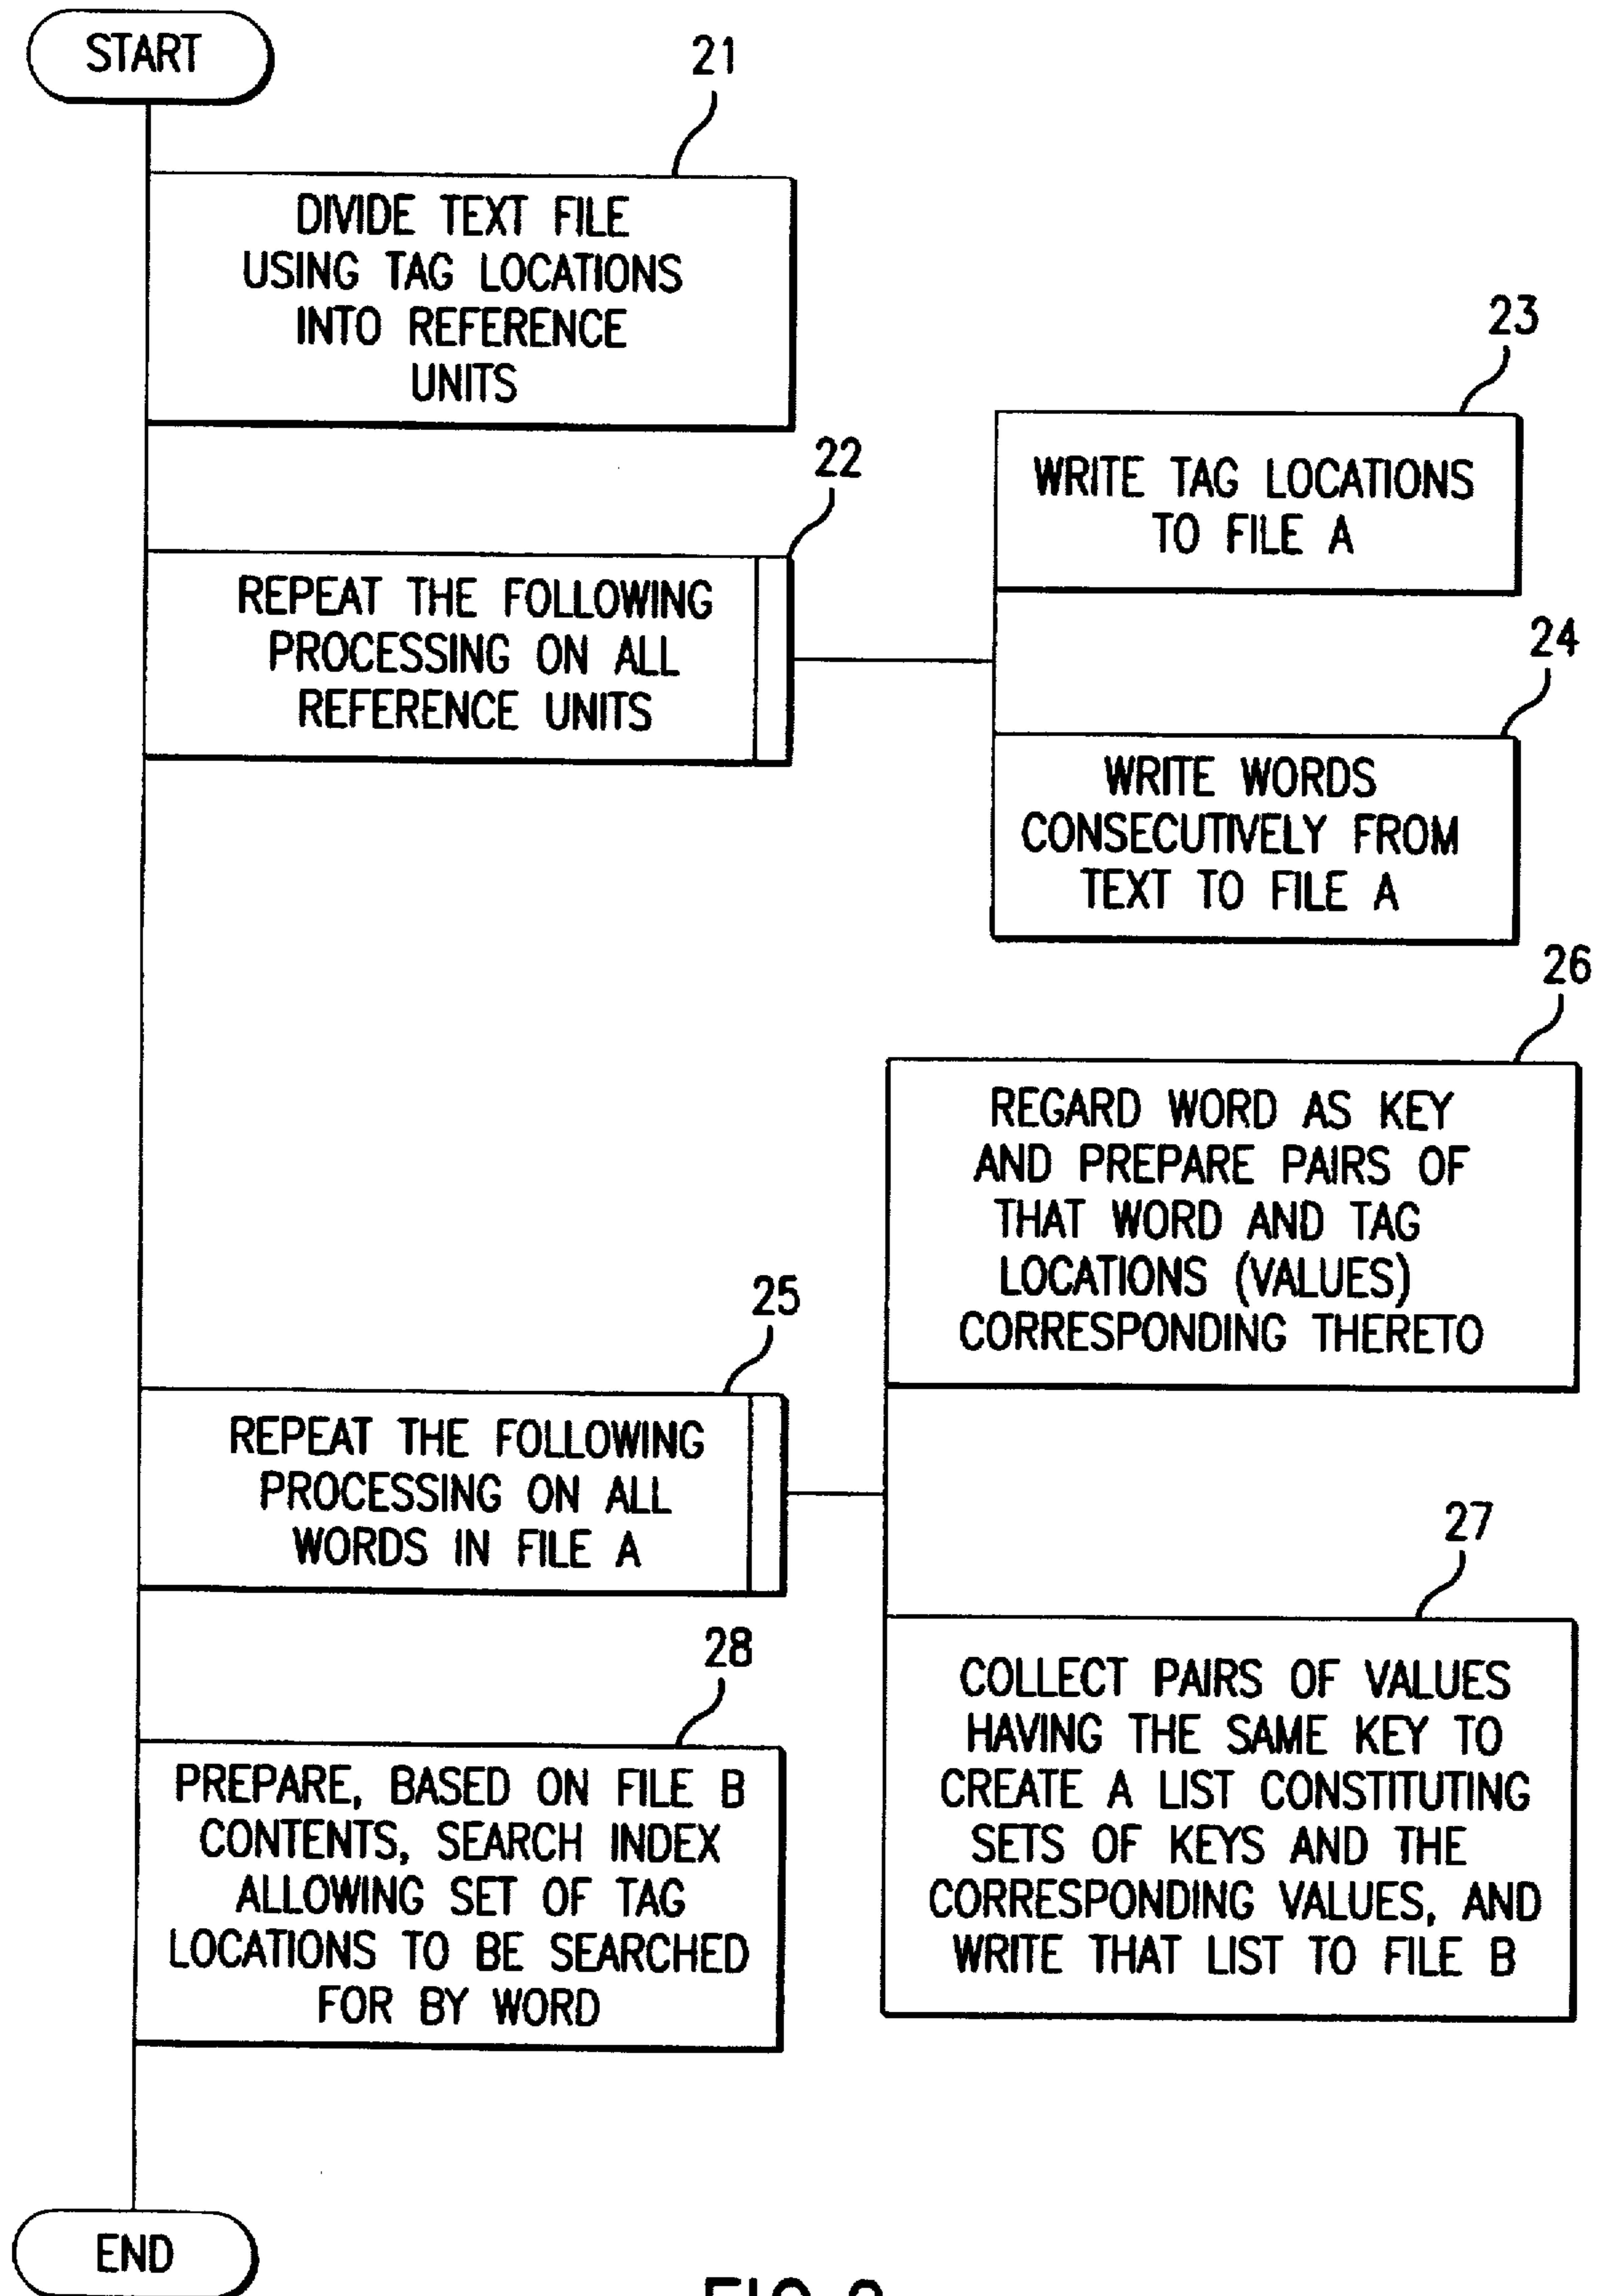 START
21
DIVIDE TEXT FILE
USING TAG LOCATIONS
INTO REFERENCE
UNITS
22
REPEAT THE FOLLOWING
PROCESSING ON ALL
REFERENCE UNITS
23
WRITE TAG LOCATIONS
TO FILE A
24
WRITE WORDS
CONSECUTIVELY FROM
TEXT TO FILE A
25
REPEAT THE FOLLOWING
PROCESSING ON ALL
WORDS IN FILE A
26
REGARD WORD AS KEY
AND PREPARE PAIRS OF
THAT WORD AND TAG
LOCATIONS (VALUES)
CORRESPONDING THERETO
27
COLLECT PAIRS OF VALUES
HAVING THE SAME KEY TO
CREATE A LIST CONSTITUTING
SETS OF KEYS AND THE
CORRESPONDING VALUES, AND
WRITE THAT LIST TO FILE B
28
PREPARE, BASED ON FILE B
CONTENTS, SEARCH INDEX
ALLOWING SET OF TAG
LOCATIONS TO BE SEARCHED
FOR BY WORD
END